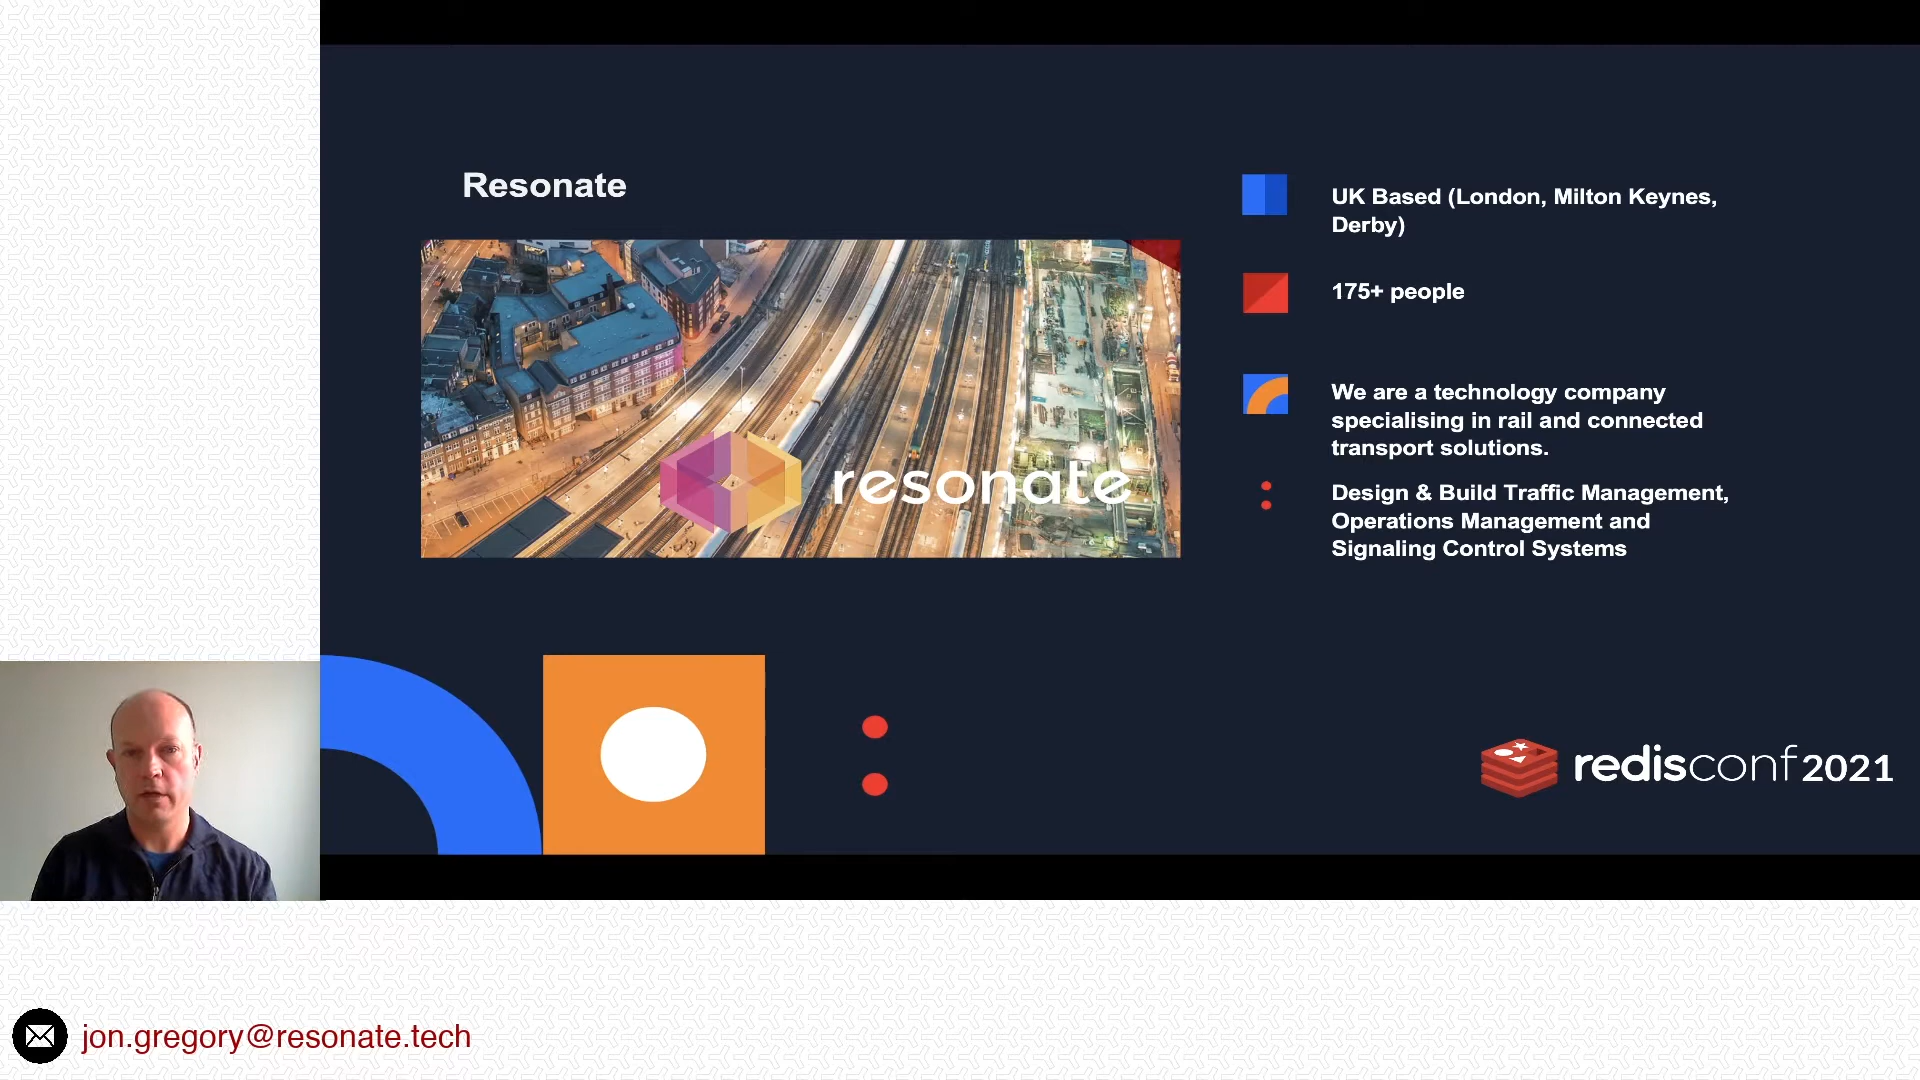 Resonate
resonate
UK Based (London, Milton Keynes,
Derby)
175+ people
We are a technology company
specialising in rail and connected
transport solutions.
Design & Build Traffic Management,
Operations Management and
Signaling Control Systems
redisconf2021
jon.gregory@resonate.tech